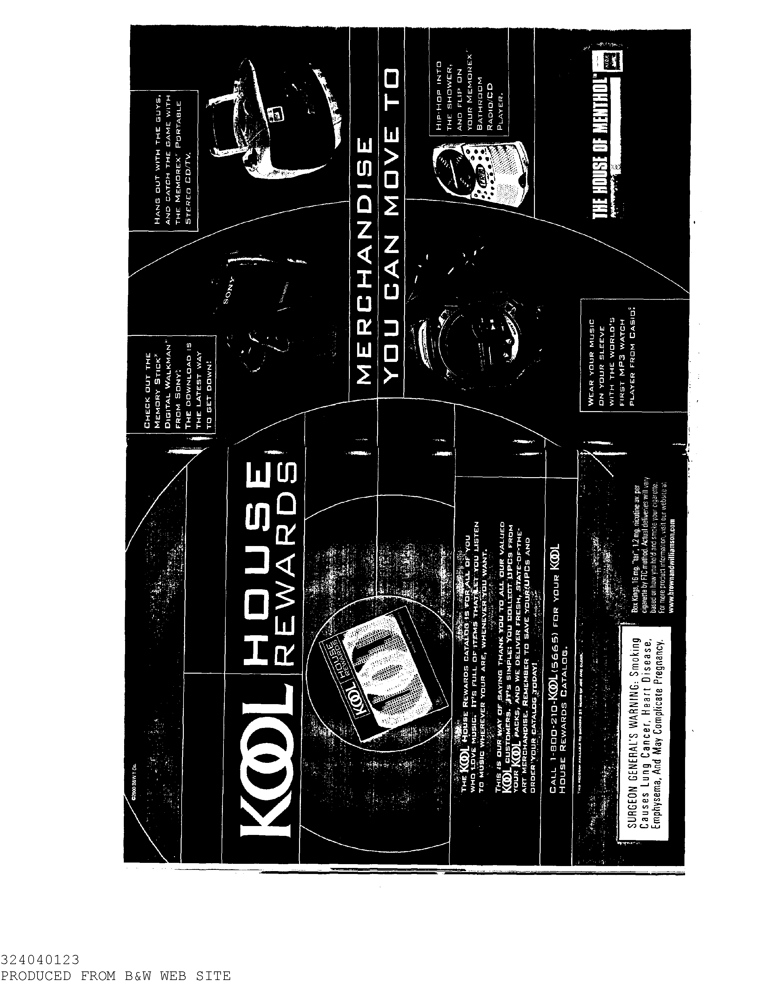 ©2000 B&W T Co.
KOOL HOUSE
REWARDS
KOOL
HOUSE
REWARDS
THE KOOL HOUSE REWARDS CATALOG IS FOR ALL OF YOU
WHO LOVE MUSIC. IT'S FULL OF ITEMS THAT LET YOU LISTEN
TO MUSIC WHEREVER YOUR ARE, WHENEVER YOU WANT.
THIS IS OUR WAY OF SAYING THANK YOU TO ALL OUR VALUED
KOOL CUSTOMERS. IT'S SIMPLE: YOU COLLECT UPCS FROM
YOUR KOOL PACKS, AND WE DELIVER FRESH, STATE-OF-THE-
ART MERCHANDISE. REMEMBER TO SAVE YOUR UPCS AND
ORDER YOUR CATALOG TODAY!
CALL 1-800-210-KOOL(5665) FOR YOUR KOOL
HOUSE REWARDS CATALOG.
SURGEON GENERAL'S WARNING: Smoking
Causes Lung Cancer, Heart Disease,
Emphysema, And May Complicate Pregnancy.
Box Kings, 16 mg. "tar", 1.2 mg. nicotine av. per
cigarette by FTC method. Actual deliveries will vary
based on how you hold and smoke your cigarette.
For more product information, visit our website at
www.brownandwilliamson.com
CHECK OUT THE
MEMORY STICK®
DIGITAL WALKMAN®
FROM SONY®.
THE DOWNLOAD IS
THE LATEST WAY
TO GET DOWN!
SONY
HANG OUT WITH THE GUYS,
AND CATCH THE GAME WITH
THE MEMOREX® PORTABLE
STEREO CD/TV.
MERCHANDISE
YOU CAN MOVE TO
HIP-HOP INTO
THE SHOWER,
AND FLIP ON
YOUR MEMOREX®
BATHROOM
RADIO/CD
PLAYER.
WEAR YOUR MUSIC
ON YOUR SLEEVE
WITH THE WORLD'S
FIRST MP3 WATCH
PLAYER FROM CASIO®.
THE HOUSE OF MENTHOL
324040123
PRODUCED FROM B&W WEB SITE